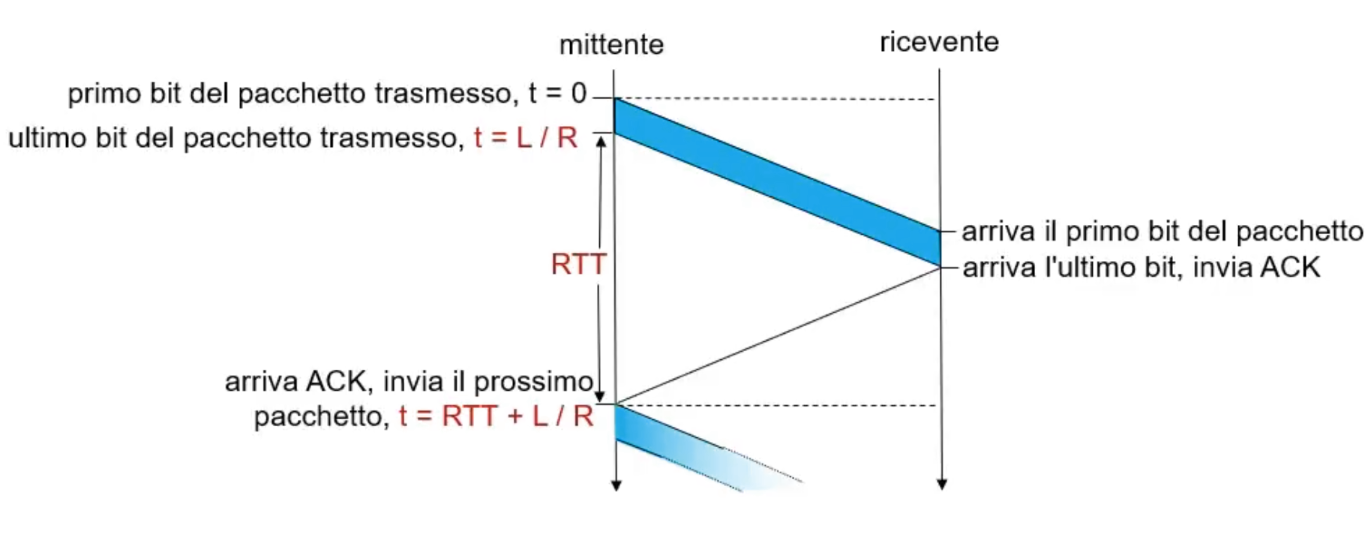 mittente
ricevente
primo bit del pacchetto trasmesso, t = 0
ultimo bit del pacchetto trasmesso, t = L / R
arriva il primo bit del pacchetto
RTT
arriva l'ultimo bit, invia ACK
arriva ACK, invia il prossimo
pacchetto, t = RTT + L / R